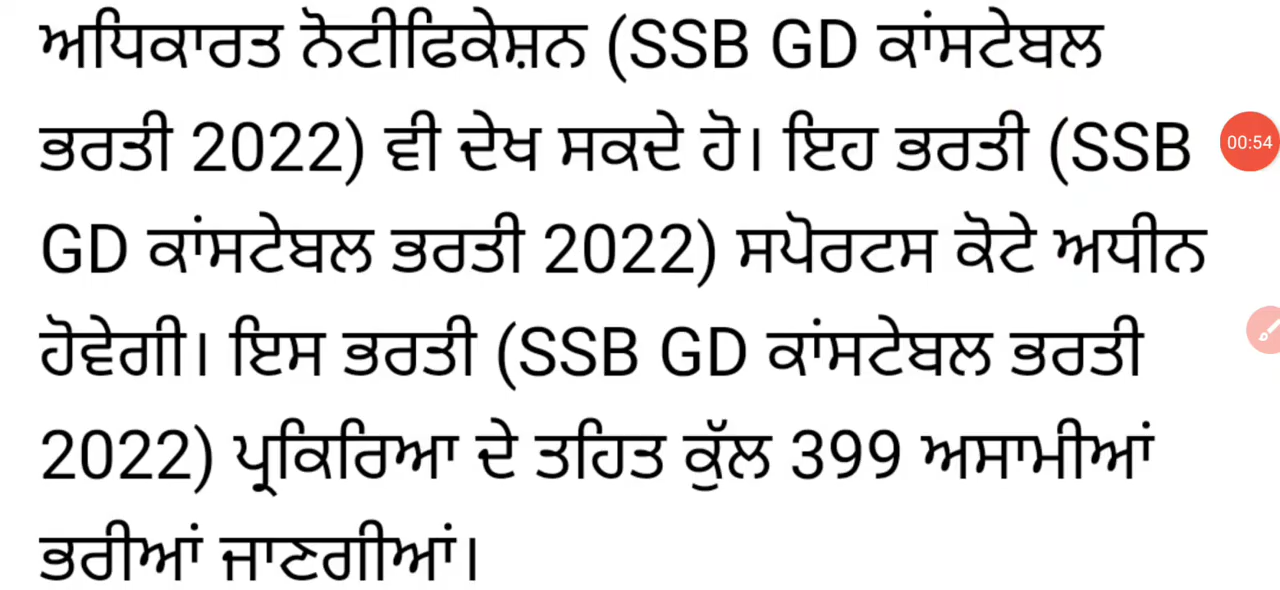 ਅਧਿਕਾਰਤ ਨੋਟੀਫਿਕੇਸ਼ਨ (SSB GD ਕਾਂਸਟੇਬਲ
ਭਰਤੀ 2022) ਵੀ ਦੇਖ ਸਕਦੇ ਹੋ। ਇਹ ਭਰਤੀ (SSB
00:54
GD ਕਾਂਸਟੇਬਲ ਭਰਤੀ 2022) ਸਪੋਰਟਸ ਕੋਟੇ ਅਧੀਨ
ਹੋਵੇਗੀ। ਇਸ ਭਰਤੀ (SSB GD ਕਾਂਸਟੇਬਲ ਭਰਤੀ
2022) ਪ੍ਰਕਿਰਿਆ ਦੇ ਤਹਿਤ ਕੁੱਲ 399 ਅਸਾਮੀਆਂ
ਭਰੀਆਂ ਜਾਣਗੀਆਂ।